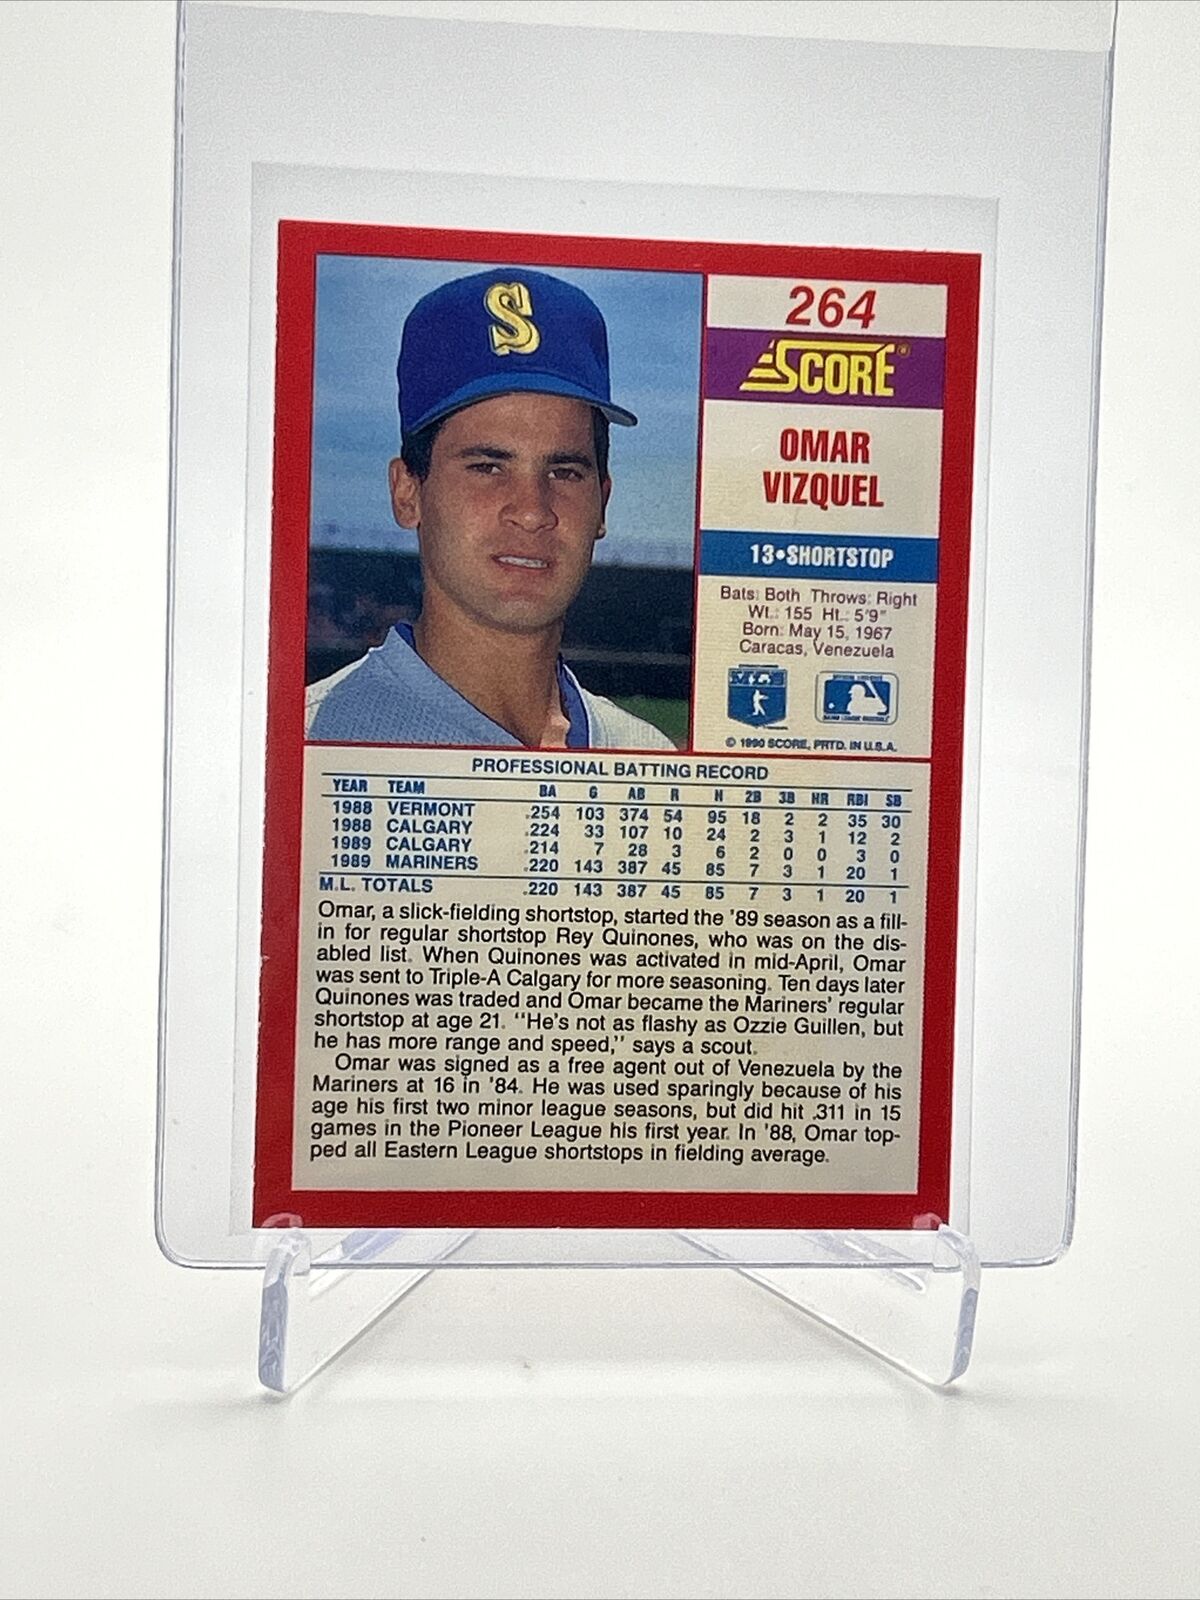 S
264
SCORE®
OMAR
VIZQUEL
13•SHORTSTOP
Bats: Both Throws: Right
Wt.: 155 Ht.: 5'9"
Born: May 15, 1967
Caracas, Venezuela
© 1990 SCORE, PRTD. IN U.S.A.
PROFESSIONAL BATTING RECORD
YEAR TEAM BA G AB R H 2B 3B HR RBI SB
1988 VERMONT .254 103 374 54 95 18 2 2 35 30
1988 CALGARY .224 33 107 10 24 2 3 1 12 2
1989 CALGARY .214 7 28 3 6 2 0 0 3 0
1989 MARINERS .220 143 387 45 85 7 3 1 20 1
M.L. TOTALS .220 143 387 45 85 7 3 1 20 1
Omar, a slick-fielding shortstop, started the '89 season as a fill-
in for regular shortstop Rey Quinones, who was on the dis-
abled list. When Quinones was activated in mid-April, Omar
was sent to Triple-A Calgary for more seasoning. Ten days later
Quinones was traded and Omar became the Mariners' regular
shortstop at age 21. "He's not as flashy as Ozzie Guillen, but
he has more range and speed," says a scout.
Omar was signed as a free agent out of Venezuela by the
Mariners at 16 in '84. He was used sparingly because of his
age his first two minor league seasons, but did hit .311 in 15
games in the Pioneer League his first year. In '88, Omar top-
ped all Eastern League shortstops in fielding average.